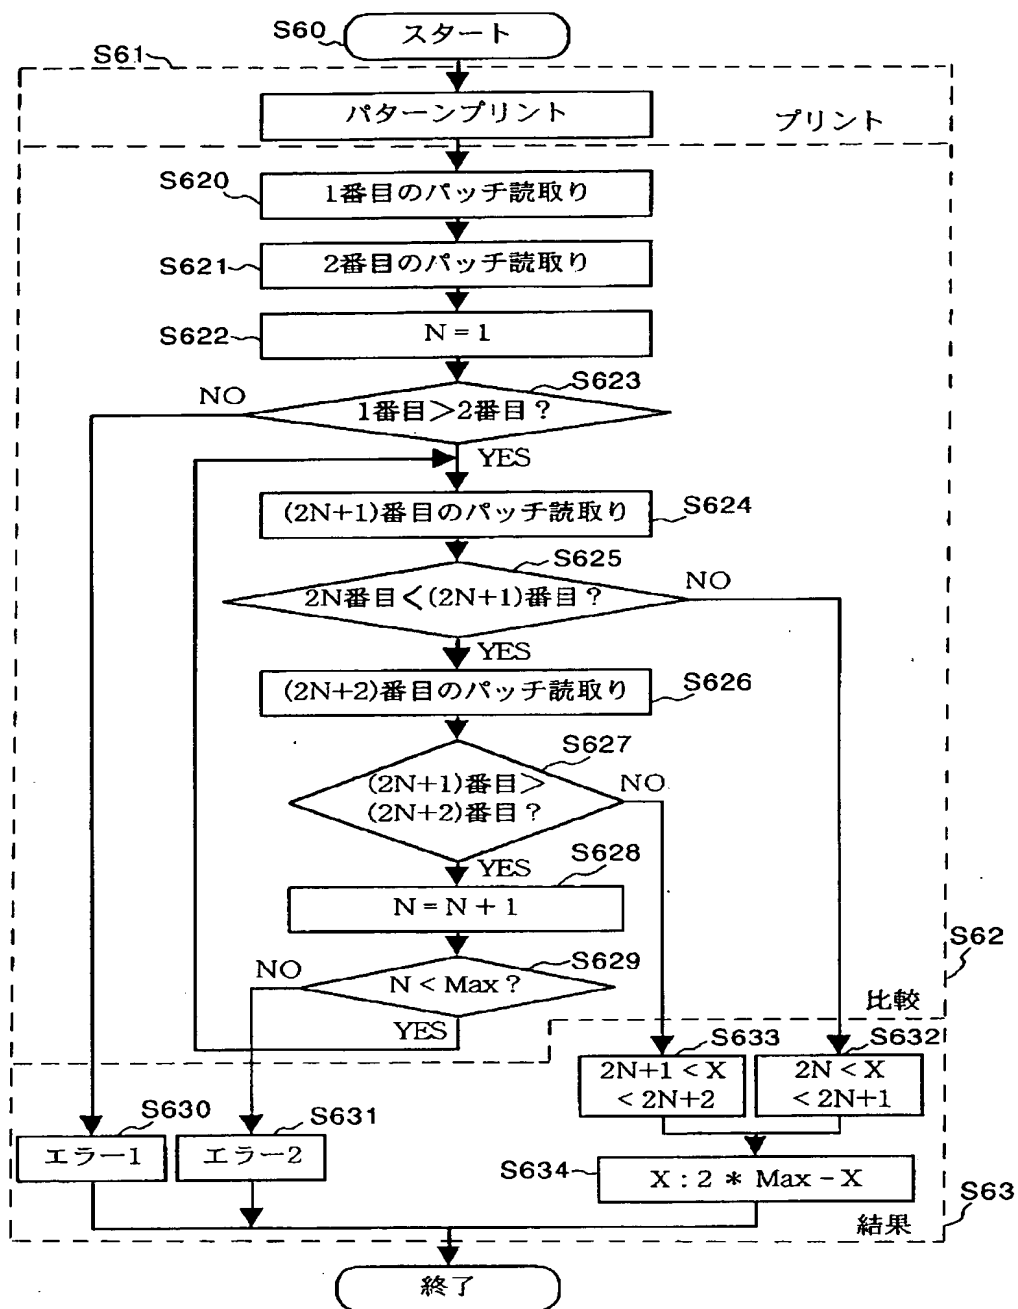 S60
スタート
S61
パターンプリント
プリント
S620
1番目のパッチ読取り
S621
2番目のパッチ読取り
S622
N = 1
S623
NO
1番目＞2番目？
YES
(2N+1)番目のパッチ読取り
S624
S625
NO
2N番目＜(2N+1)番目？
YES
(2N+2)番目のパッチ読取り
S626
S627
(2N+1)番目＞
(2N+2)番目？
NO
YES
S628
N = N + 1
S629
NO
N < Max ?
YES
S62
比較
S633
S632
2N+1 < X
< 2N+2
2N < X
< 2N+1
S630
S631
エラー1
エラー2
S634
X : 2 * Max − X
S63
結果
終了